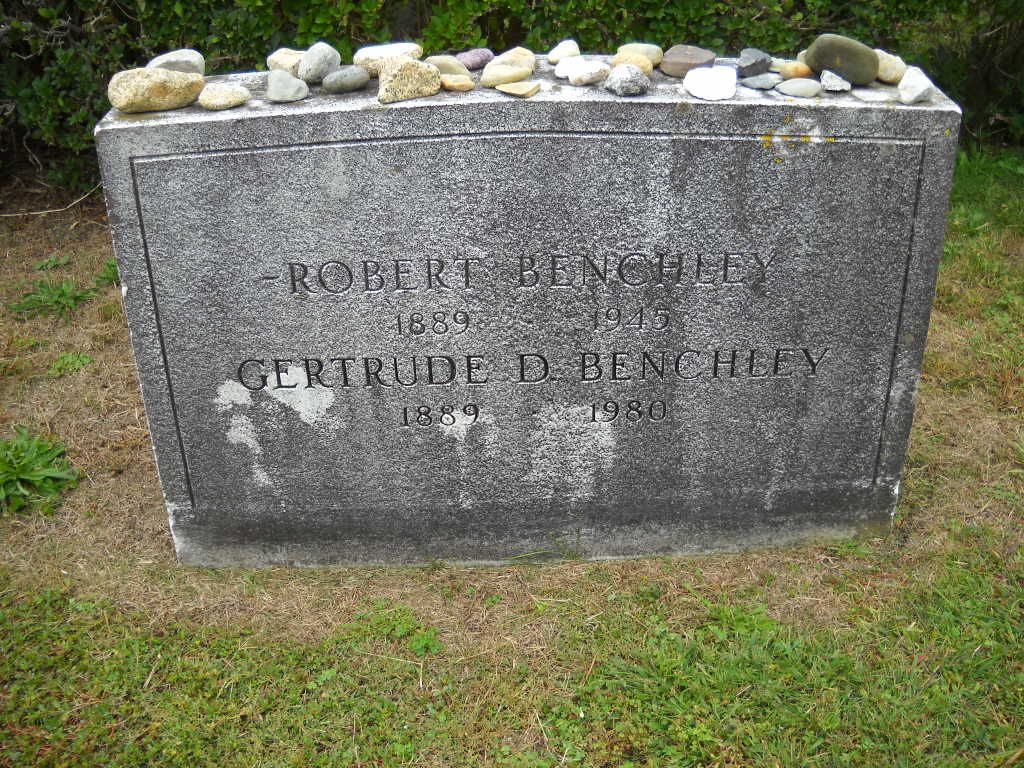 -ROBERT BENCHLEY
1889 - 1945
GERTRUDE D. BENCHLEY
1889 - 1980